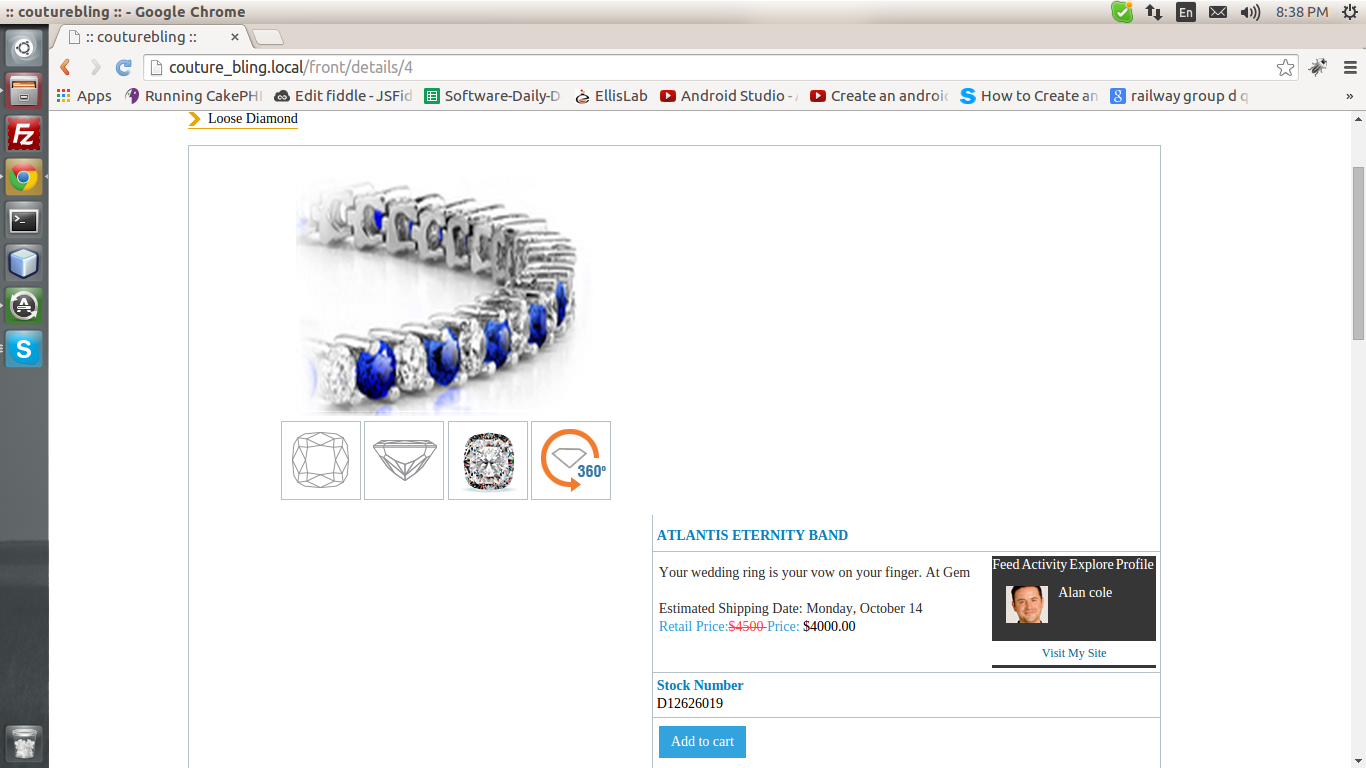 :: couturebling :: - Google Chrome
En
8:38 PM
:: couturebling ::
couture_bling.local/front/details/4
Apps
Running CakePH
Edit fiddle - JSFid
Software-Daily-D
EllisLab
Android Studio - 
Create an androi
How to Create an
railway group d q
»
Loose Diamond
360°
ATLANTIS ETERNITY BAND
Your wedding ring is your vow on your finger. At Gem
Feed Activity Explore Profile
Alan cole
Estimated Shipping Date: Monday, October 14
Retail Price:$4500 Price: $4000.00
Visit My Site
Stock Number
D12626019
Add to cart